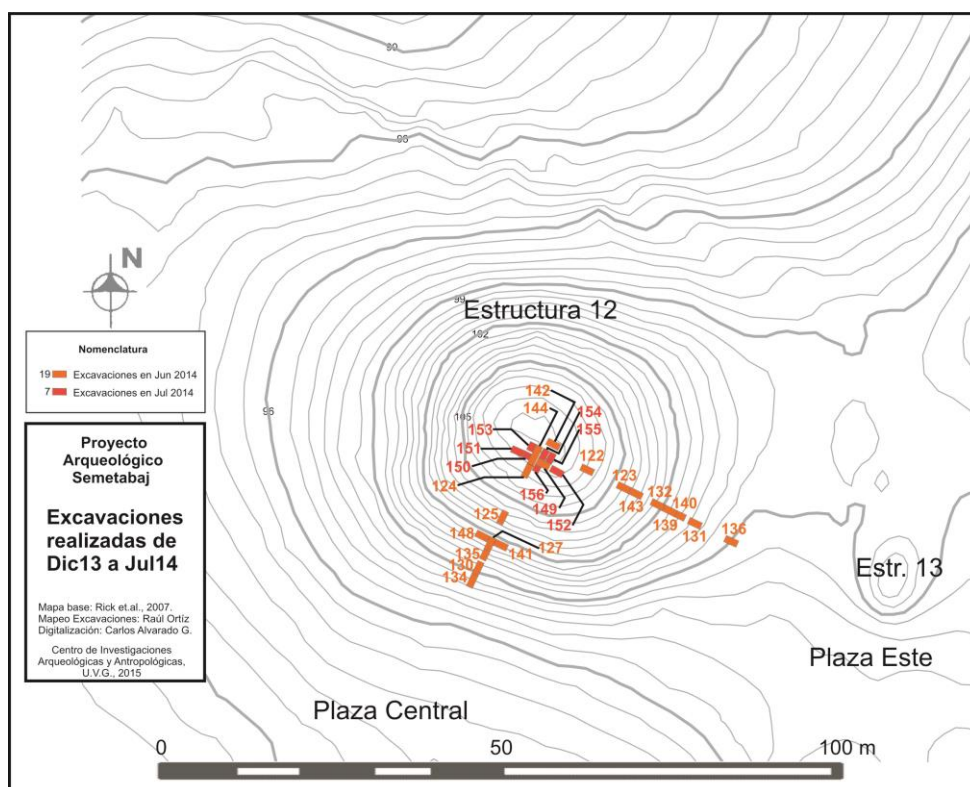 99
96
N
Estructura 12
99
102
Nomenclatura
19 Excavaciones en Jun 2014
7 Excavaciones en Jul 2014
96
105
142
144
154
153
155
151
150
122
124
123
132
156
143
140
149
139
125
152
131
136
148
127
135
141
130
134
Estr. 13
Proyecto
Arqueológico
Semetabaj
Excavaciones
realizadas de
Dic13 a Jul14
Mapa base: Rick et.al., 2007.
Mapeo Excavaciones: Raúl Ortíz
Digitalización: Carlos Alvarado G.
Centro de Investigaciones
Arqueológicas y Antropológicas,
U.V.G., 2015
Plaza Este
Plaza Central
0 50 100 m